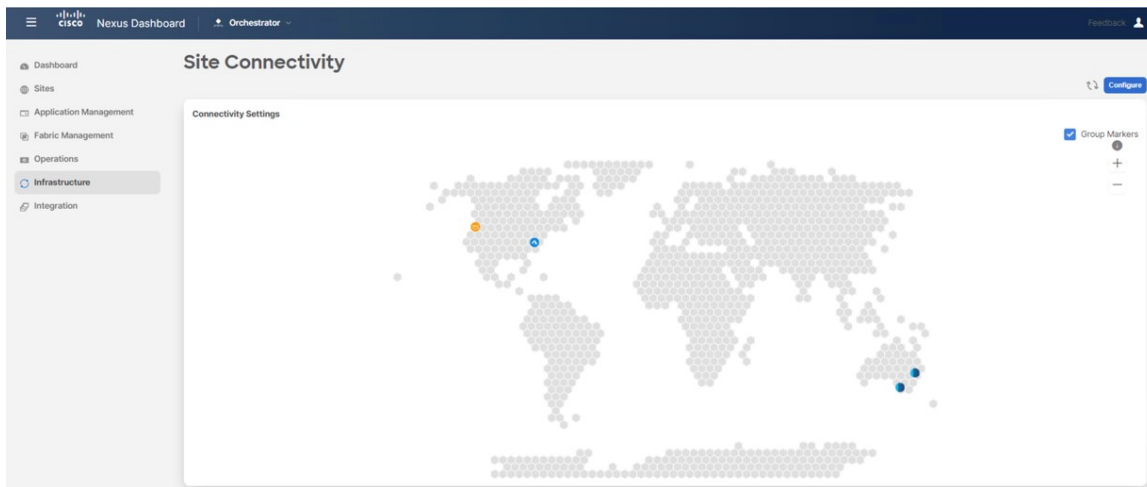 cisco Nexus Dashboard Orchestrator Feedback
Site Connectivity
Dashboard
Sites
Application Management
Fabric Management
Operations
Infrastructure
Integration
Configure
Connectivity Settings
Group Markers